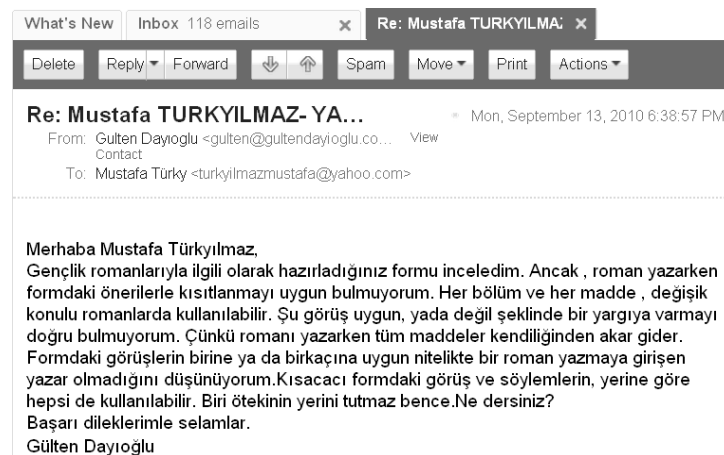 What's New Inbox 118 emails × Re: Mustafa TURKYILMA: ×
Delete Reply Forward Spam Move Print Actions
Re: Mustafa TURKYILMAZ- YA... Mon, September 13, 2010 6:38:57 PM
From: Gulten Dayıoglu <gulten@gultendayioglu.co... View
Contact
To: Mustafa Türky <turkyilmazmustafa@yahoo.com>
Merhaba Mustafa Türkyılmaz,
Gençlik romanlarıyla ilgili olarak hazırladığınız formu inceledim. Ancak , roman yazarken
formdaki önerilerle kısıtlanmayı uygun bulmuyorum. Her bölüm ve her madde , değişik
konulu romanlarda kullanılabilir. Şu görüş uygun, yada değil şeklinde bir yargıya varmayı
doğru bulmuyorum. Çünkü romanı yazarken tüm maddeler kendiliğinden akar gider.
Formdaki görüşlerin birine ya da birkaçına uygun nitelikte bir roman yazmaya girişen
yazar olmadığını düşünüyorum.Kısacacı formdaki görüş ve söylemlerin, yerine göre
hepsi de kullanılabilir. Biri ötekinin yerini tutmaz bence.Ne dersiniz?
Başarı dileklerimle selamlar.
Gülten Dayıoğlu